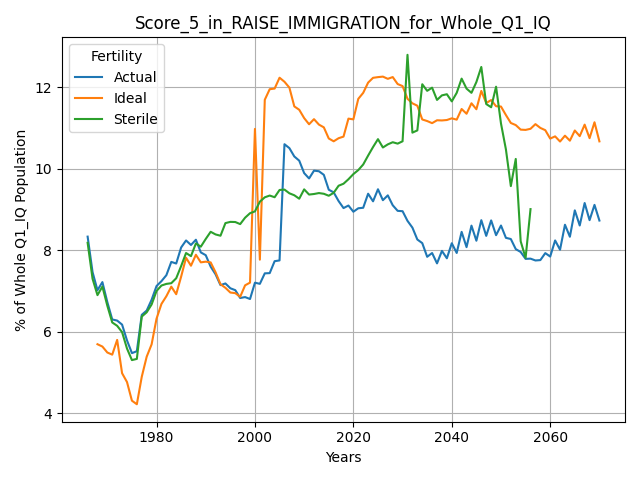 Score_5_in_RAISE_IMMIGRATION_for_Whole_Q1_IQ
Fertility
Actual
Ideal
Sterile
% of Whole Q1_IQ Population
12
10
8
6
4
1980
2000
2020
2040
2060
Years